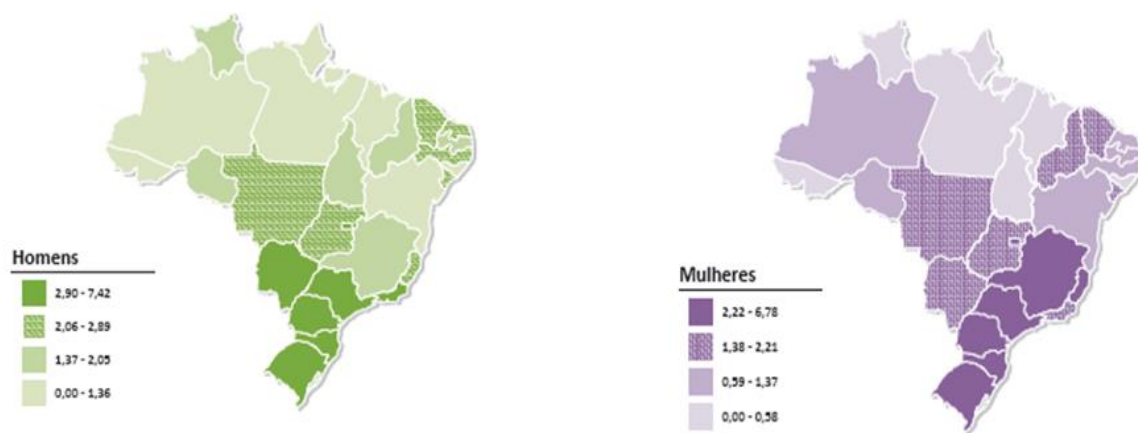 Homens
2,90 - 7,42
2,06 - 2,89
1,37 - 2,05
0,00 - 1,36
Mulheres
2,22 - 6,78
1,38 - 2,21
0,59 - 1,37
0,00 - 0,58